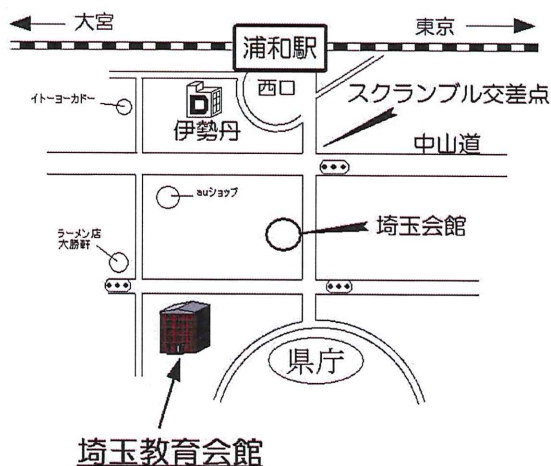 大宮
東京
浦和駅
西口
イトーヨーカドー
D
伊勢丹
スクランブル交差点
中山道
auショップ
埼玉会館
ラーメン店
大勝軒
県庁
埼玉教育会館